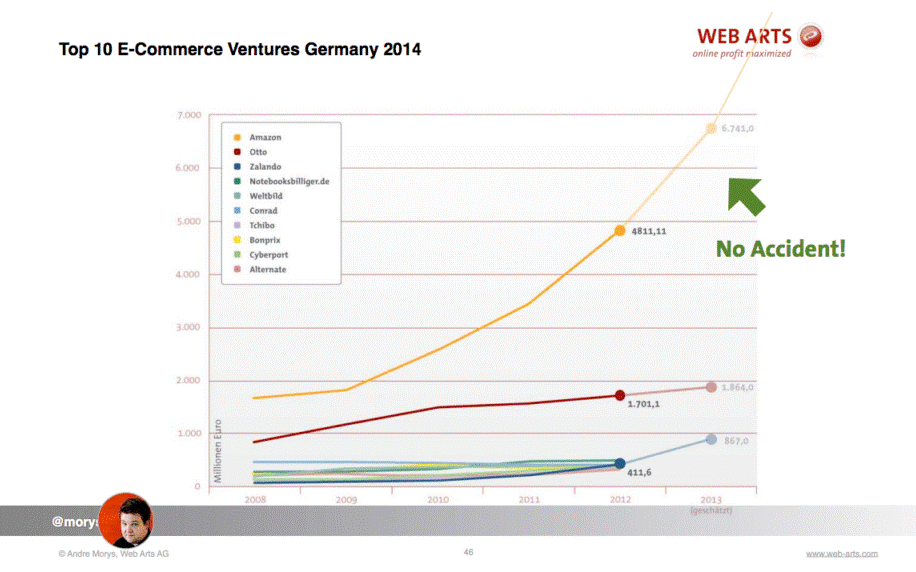 Top 10 E-Commerce Ventures Germany 2014
WEB ARTS
online profit maximized
7.000
6.000
5.000
4.000
3.000
2.000
1.000
0
Millionen Euro
Amazon
Otto
Zalando
Notebooksbilliger.de
Weltbild
Conrad
Tchibo
Bonprix
Cyberport
Alternate
6.741,0
4811,11
No Accident!
1.864,0
1.701,1
867,0
411,6
2008 2009 2010 2011 2012 2013
(geschätzt)
@morys
© Andre Morys, Web Arts AG
46
www.web-arts.com